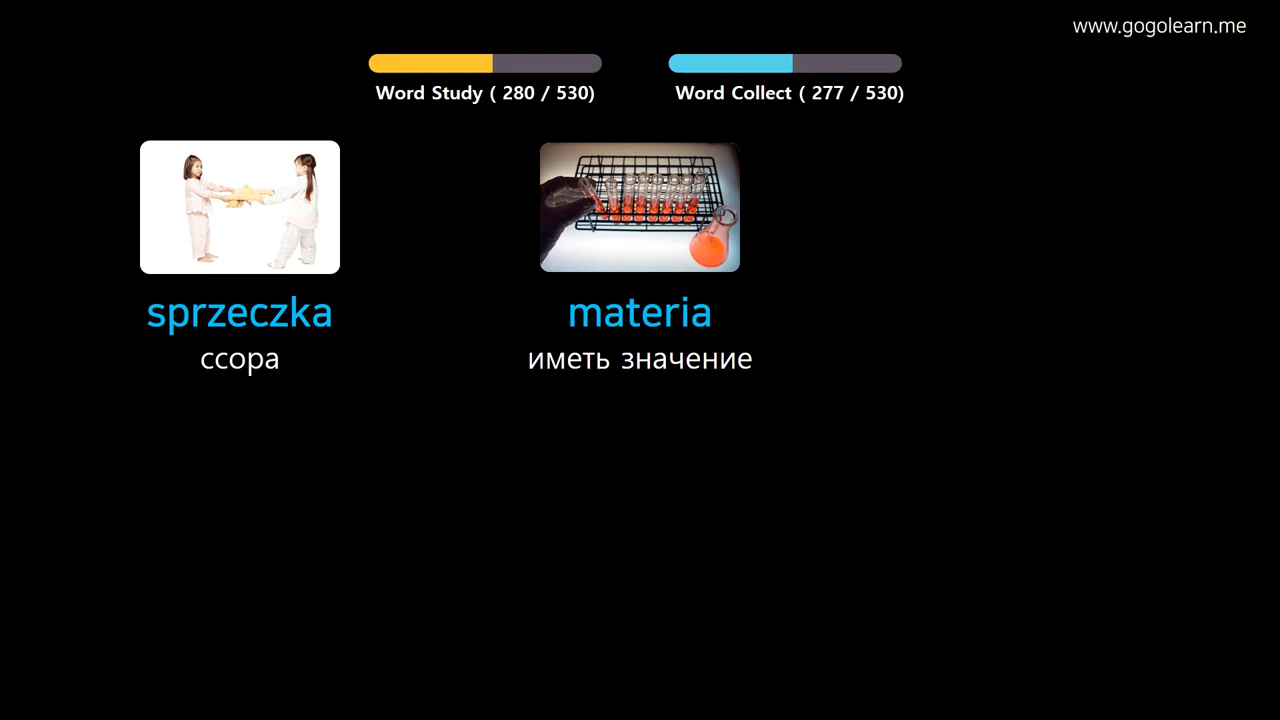 www.gogolearn.me
Word Study ( 280 / 530)
Word Collect ( 277 / 530)
sprzeczka
materia
ссора
иметь значение